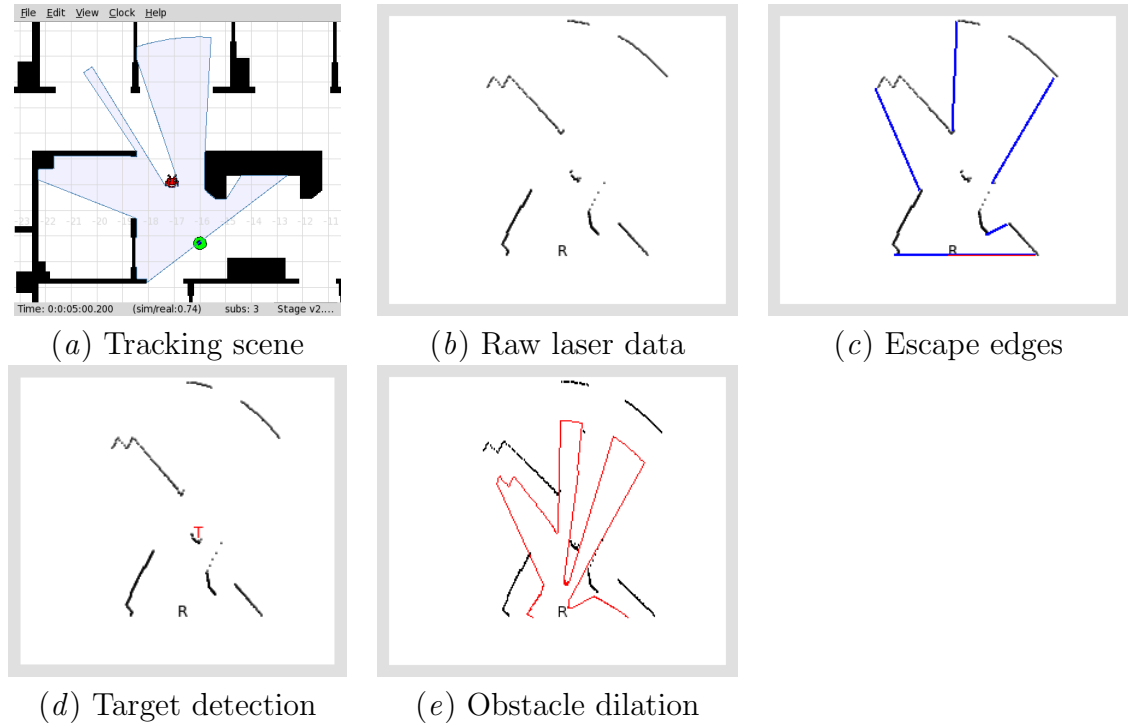 File Edit View Clock Help
-23 -22 -21 -20 -19 -18 -17 -16 -15 -14 -13 -12 -11
Time: 0:0:05:00.200 (sim/real:0.74) subs: 3 Stage v2....
R
R
(a) Tracking scene
(b) Raw laser data
(c) Escape edges
T
R
R
(d) Target detection
(e) Obstacle dilation